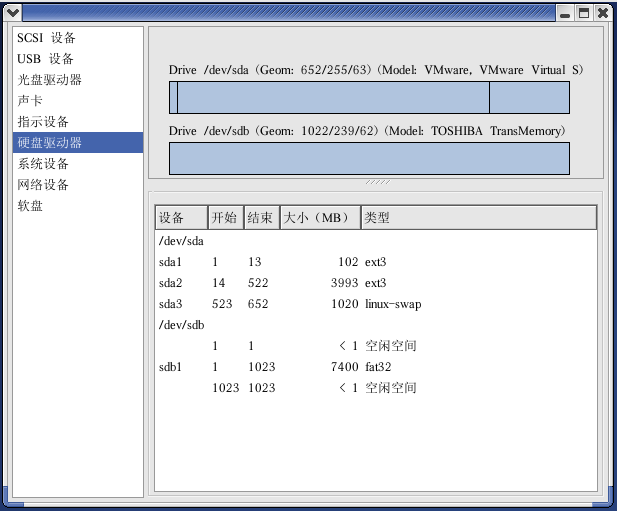 SCSI 设备
USB 设备
光盘驱动器
声卡
指示设备
硬盘驱动器
系统设备
网络设备
软盘
Drive /dev/sda (Geom: 652/255/63) (Model: VMware, VMware Virtual S)
Drive /dev/sdb (Geom: 1022/239/62) (Model: TOSHIBA TransMemory)
设备 开始 结束 大小（MB） 类型
/dev/sda
sda1 1 13 102 ext3
sda2 14 522 3993 ext3
sda3 523 652 1020 linux-swap
/dev/sdb
1 1 < 1 空闲空间
sdb1 1 1023 7400 fat32
1023 1023 < 1 空闲空间